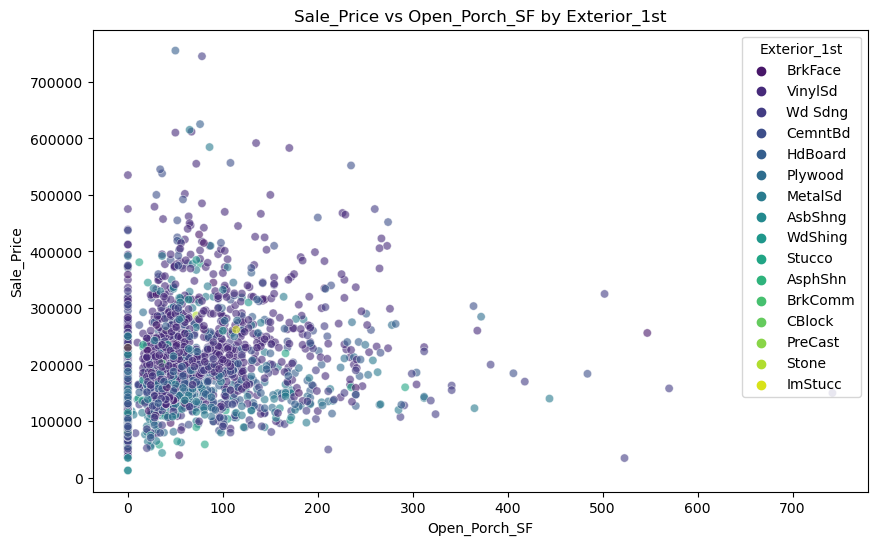 Sale_Price vs Open_Porch_SF by Exterior_1st
Sale_Price
700000
600000
500000
400000
300000
200000
100000
0
0 100 200 300 400 500 600 700
Open_Porch_SF
Exterior_1st
BrkFace
VinylSd
Wd Sdng
CemntBd
HdBoard
Plywood
MetalSd
AsbShng
WdShing
Stucco
AsphShn
BrkComm
CBlock
PreCast
Stone
ImStucc